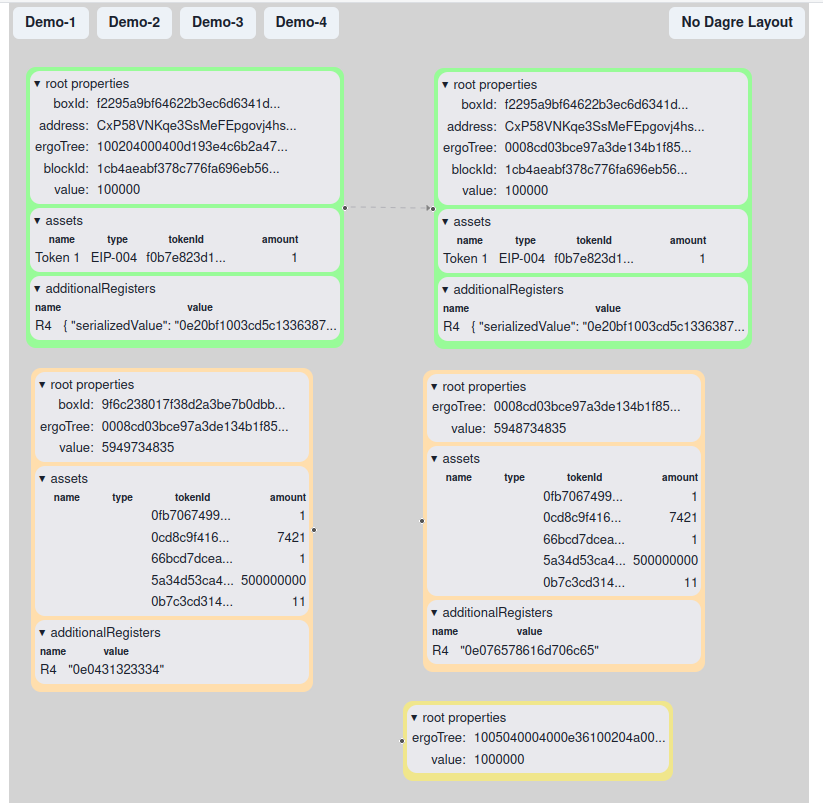 Demo-1 Demo-2 Demo-3 Demo-4 No Dagre Layout
▼ root properties
boxId: f2295a9bf64622b3ec6d6341d...
address: CxP58VNKqe3SsMeFEpgovj4hs...
ergoTree: 100204000400d193e4c6b2a47...
blockId: 1cb4aeabf378c776fa696eb56...
value: 100000
▼ assets
name type tokenId amount
Token 1 EIP-004 f0b7e823d1... 1
▼ additionalRegisters
name value
R4 { "serializedValue": "0e20bf1003cd5c1336387...
▼ root properties
boxId: f2295a9bf64622b3ec6d6341d...
address: CxP58VNKqe3SsMeFEpgovj4hs...
ergoTree: 0008cd03bce97a3de134b1f85...
blockId: 1cb4aeabf378c776fa696eb56...
value: 100000
▼ assets
name type tokenId amount
Token 1 EIP-004 f0b7e823d1... 1
▼ additionalRegisters
name value
R4 { "serializedValue": "0e20bf1003cd5c1336387...
▼ root properties
boxId: 9f6c238017f38d2a3be7b0dbb...
ergoTree: 0008cd03bce97a3de134b1f85...
value: 5949734835
▼ assets
name type tokenId amount
0fb7067499... 1
0cd8c9f416... 7421
66bcd7dcea... 1
5a34d53ca4... 500000000
0b7c3cd314... 11
▼ additionalRegisters
name value
R4 "0e0431323334"
▼ root properties
ergoTree: 0008cd03bce97a3de134b1f85...
value: 5948734835
▼ assets
name type tokenId amount
0fb7067499... 1
0cd8c9f416... 7421
66bcd7dcea... 1
5a34d53ca4... 500000000
0b7c3cd314... 11
▼ additionalRegisters
name value
R4 "0e076578616d706c65"
▼ root properties
ergoTree: 1005040004000e36100204a00...
value: 1000000